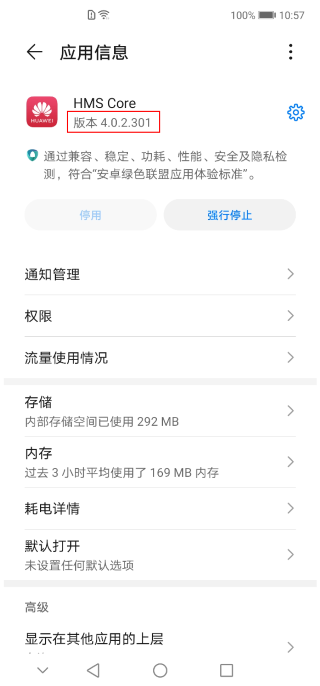 100% 10:57
应用信息
HMS Core
HUAWEI
版本 4.0.2.301
通过兼容、稳定、功耗、性能、安全及隐私检
测，符合“安卓绿色联盟应用体验标准”。
停用
强行停止
通知管理
权限
流量使用情况
存储
内部存储空间已使用 292 MB
内存
过去 3 小时平均使用了 169 MB 内存
耗电详情
默认打开
未设置任何默认选项
高级
显示在其他应用的上层